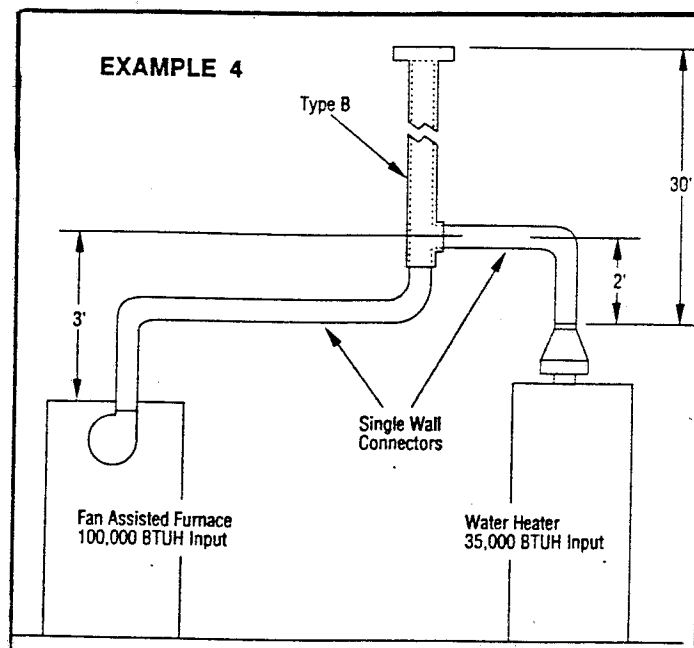 EXAMPLE 4
Type B
30'
3'
2'
Single Wall
Connectors
Fan Assisted Furnace
100,000 BTUH Input
Water Heater
35,000 BTUH Input